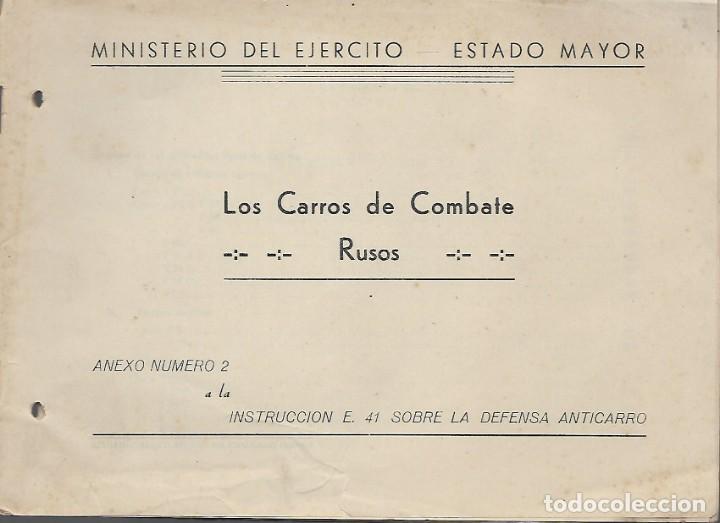 MINISTERIO DEL EJERCITO — ESTADO MAYOR
Los Carros de Combate
-:- -:- Rusos -:- -:-
ANEXO NUMERO 2
a la
INSTRUCCION E. 41 SOBRE LA DEFENSA ANTICARRO
todocoleccion